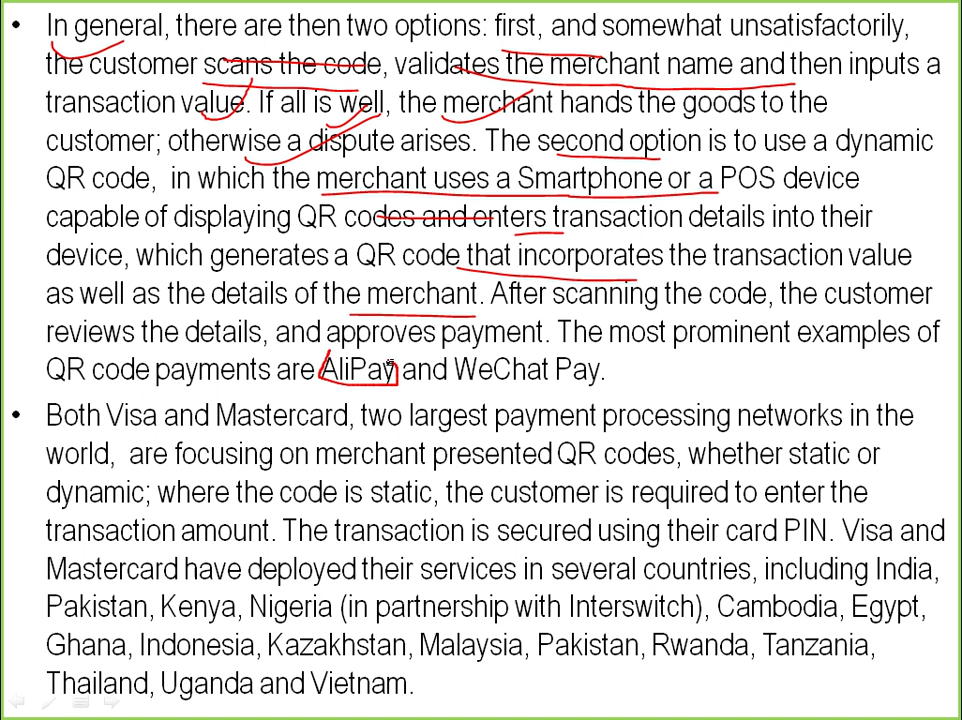 • In general, there are then two options: first, and somewhat unsatisfactorily,
the customer scans the code, validates the merchant name and then inputs a
transaction value. If all is well, the merchant hands the goods to the
customer; otherwise a dispute arises. The second option is to use a dynamic
QR code,  in which the merchant uses a Smartphone or a POS device
capable of displaying QR codes and enters transaction details into their
device, which generates a QR code that incorporates the transaction value
as well as the details of the merchant. After scanning the code, the customer
reviews the details, and approves payment. The most prominent examples of
QR code payments are AliPay and WeChat Pay.
• Both Visa and Mastercard, two largest payment processing networks in the
world,  are focusing on merchant presented QR codes, whether static or
dynamic; where the code is static, the customer is required to enter the
transaction amount. The transaction is secured using their card PIN. Visa and
Mastercard have deployed their services in several countries, including India,
Pakistan, Kenya, Nigeria (in partnership with Interswitch), Cambodia, Egypt,
Ghana, Indonesia, Kazakhstan, Malaysia, Pakistan, Rwanda, Tanzania,
Thailand, Uganda and Vietnam.